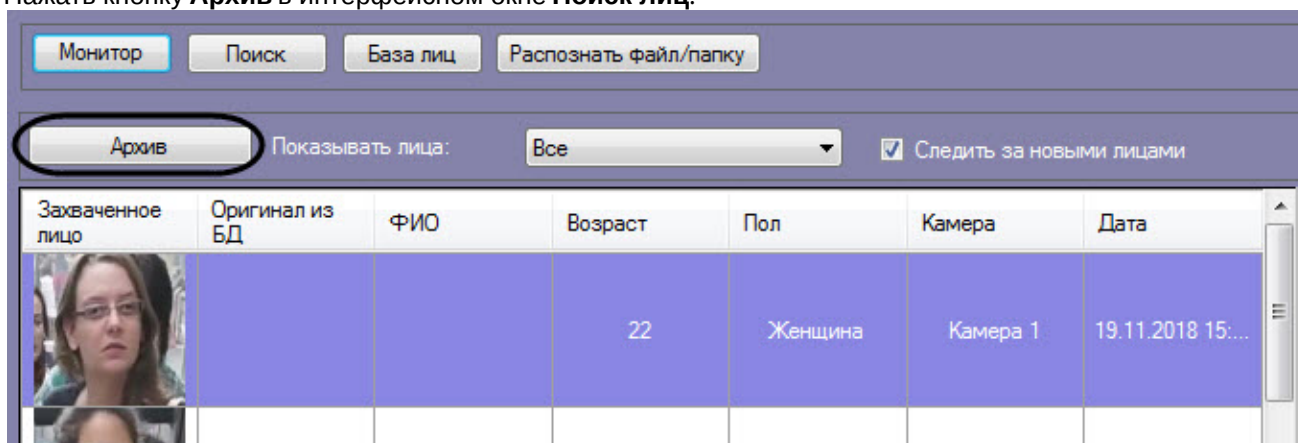 Нажать кнопку Архив в интерфейсном окне Поиск лиц.
Монитор Поиск База лиц Распознать файл/папку
Архив Показывать лица: Все Следить за новыми лицами
Захваченное лицо Оригинал из БД ФИО Возраст Пол Камера Дата
22 Женщина Камера 1 19.11.2018 15:...